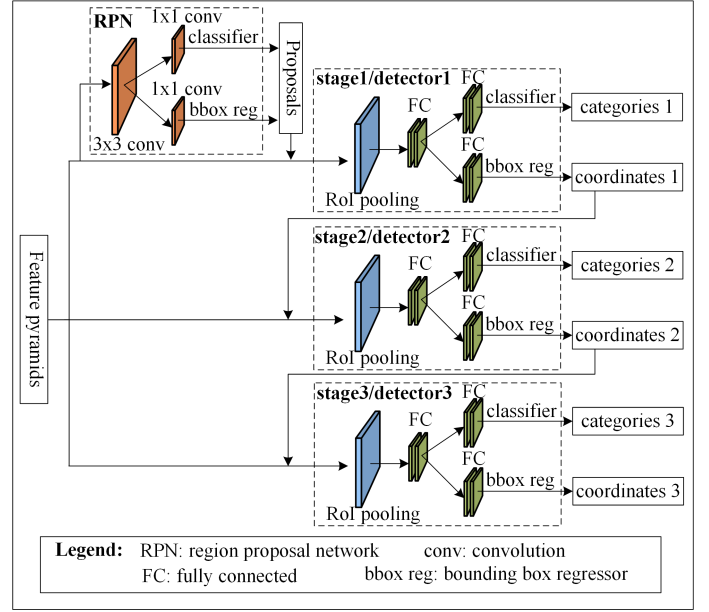 RPN
1x1 conv
classifier
1x1 conv
bbox reg
3x3 conv
Proposals
stage1/detector1
FC
FC
classifier
categories 1
FC
bbox reg
coordinates 1
RoI pooling
Feature pyramids
stage2/detector2
FC
FC
classifier
categories 2
FC
bbox reg
coordinates 2
RoI pooling
stage3/detector3
FC
FC
classifier
categories 3
FC
bbox reg
coordinates 3
RoI pooling
Legend: RPN: region proposal network conv: convolution
FC: fully connected bbox reg: bounding box regressor